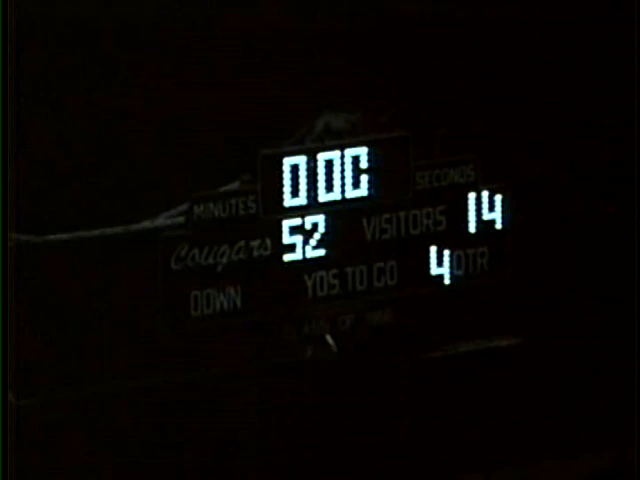 0 00
MINUTES SECONDS
Cougars 52 VISITORS 14
DOWN YDS TO GO 4 QTR